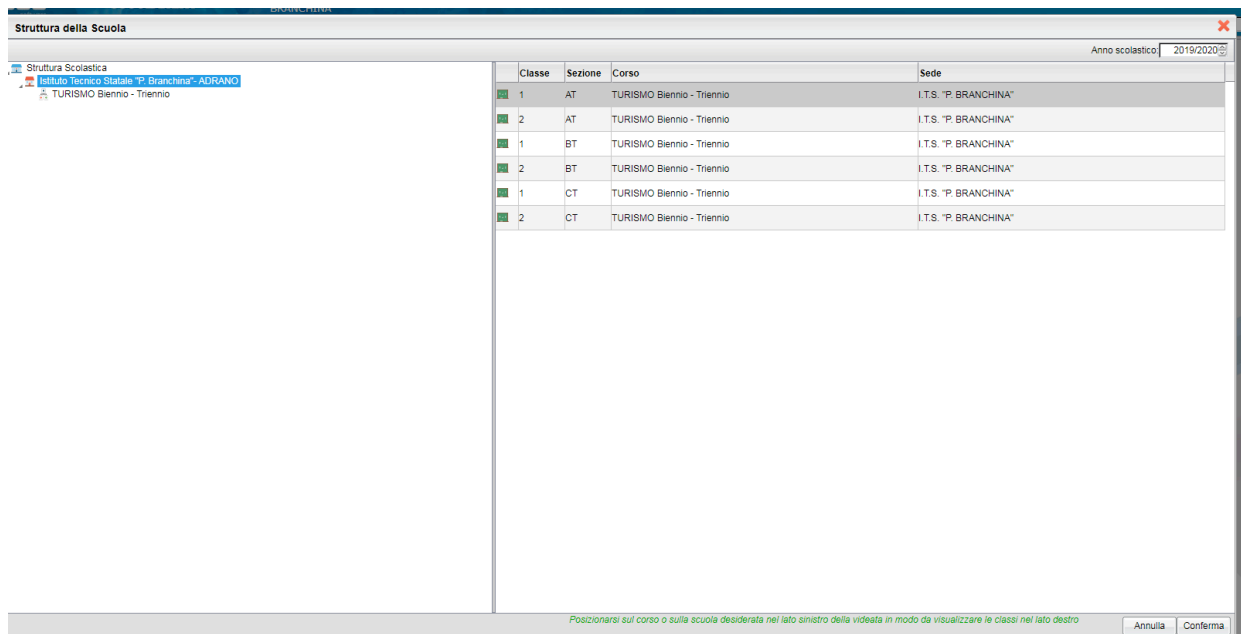 BRANCHINA
Struttura della Scuola
Anno scolastico: 2019/2020
Struttura Scolastica
Istituto Tecnico Statale "P. Branchina"- ADRANO
TURISMO Biennio - Triennio
Classe Sezione Corso Sede
1 AT TURISMO Biennio - Triennio I.T.S. "P. BRANCHINA"
2 AT TURISMO Biennio - Triennio I.T.S. "P. BRANCHINA"
1 BT TURISMO Biennio - Triennio I.T.S. "P. BRANCHINA"
2 BT TURISMO Biennio - Triennio I.T.S. "P. BRANCHINA"
1 CT TURISMO Biennio - Triennio I.T.S. "P. BRANCHINA"
2 CT TURISMO Biennio - Triennio I.T.S. "P. BRANCHINA"
Posizionarsi sul corso o sulla scuola desiderata nel lato sinistro della videata in modo da visualizzare le classi nel lato destro
Annulla Conferma